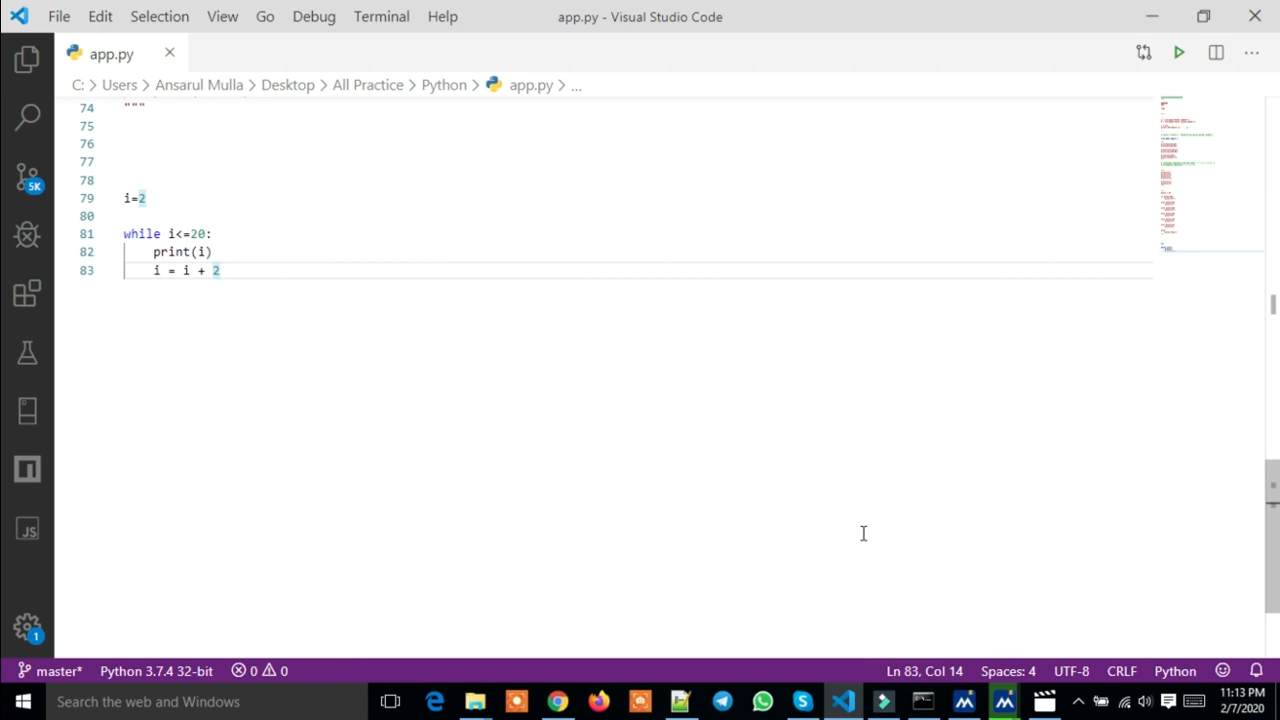 File Edit Selection View Go Debug Terminal Help app.py - Visual Studio Code
app.py
C: > Users > Ansarul Mulla > Desktop > All Practice > Python > app.py > ...
74 """
75
76
77
78
79 i=2
80
81 while i<=20:
82 print(i)
83 i = i + 2
5K
JS
1
master* Python 3.7.4 32-bit 0 0 Ln 83, Col 14 Spaces: 4 UTF-8 CRLF Python
Search the web and Windows
11:13 PM
2/7/2020